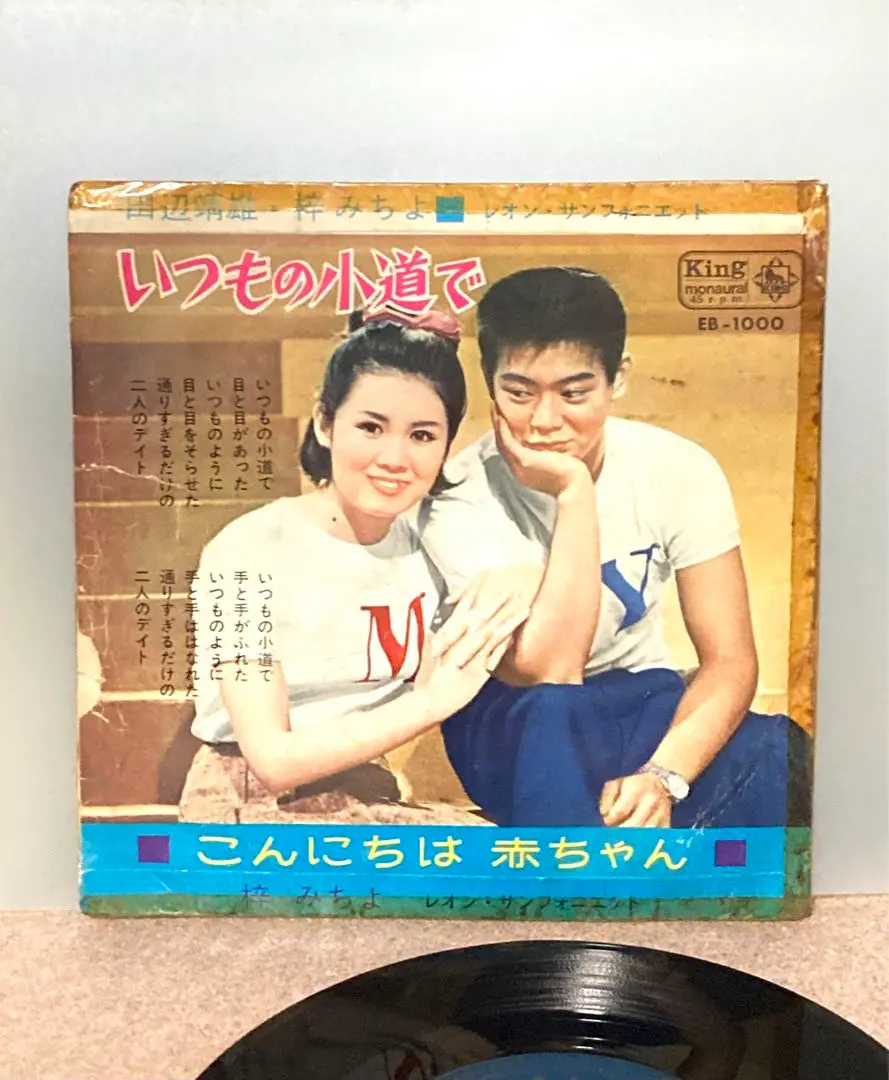 田辺靖雄・梓みちよ レオン・サンフォニエット
いつもの小道で
King
monaural
45 r p m
EB-1000
いつもの小道で
目と目があった
いつものように
目と目をそらせた
通りすぎるだけの
二人のデイト
いつもの小道で
手と手がふれた
いつものように
手と手ははなれた
通りすぎるだけの
二人のデイト
M
y
こんにちは 赤ちゃん
梓 みちよ レオン・サンフォニエット